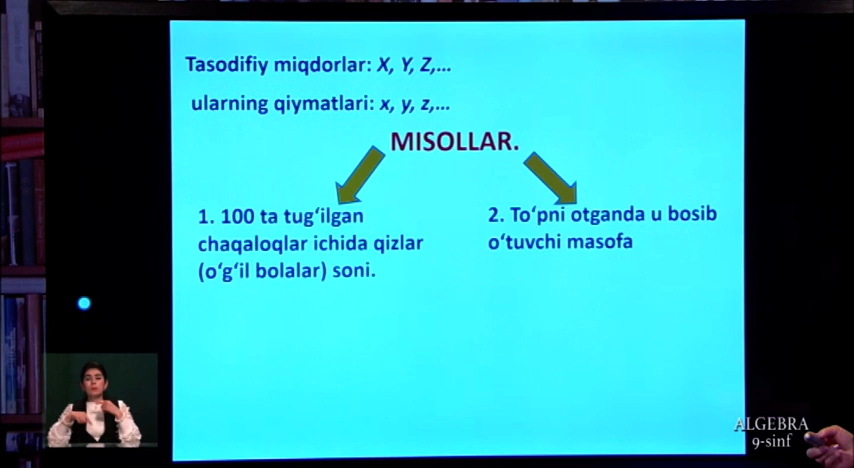 Tasodifiy miqdorlar: X, Y, Z,...
ularning qiymatlari: x, y, z,...
MISOLLAR.
1. 100 ta tug‘ilgan
chaqaloqlar ichida qizlar
(o‘g‘il bolalar) soni.
2. To‘pni otganda u bosib
o‘tuvchi masofa
ALGEBRA
9-sinf